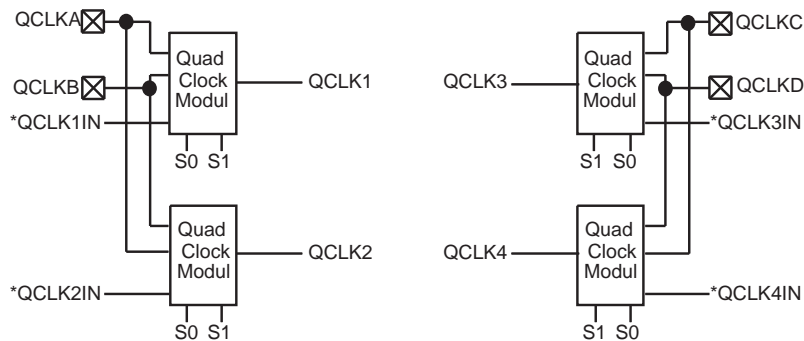 QCLKA
QCLKB
*QCLK1IN
Quad
Clock
Modul
QCLK1
S0 S1
Quad
Clock
Modul
QCLK2
*QCLK2IN
S0 S1
QCLKC
QCLKD
QCLK3
Quad
Clock
Modul
*QCLK3IN
S1 S0
QCLK4
Quad
Clock
Modul
*QCLK4IN
S1 S0